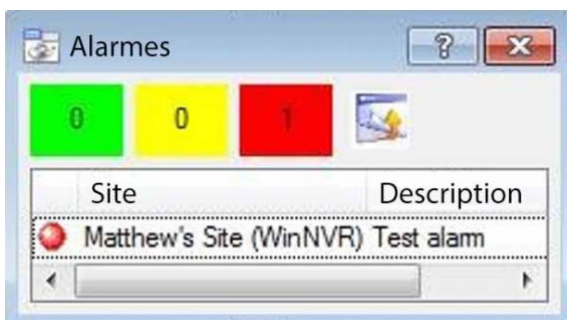 Alarmes
?
0 0 1
Site Description
Matthew's Site (WinNVR) Test alarm